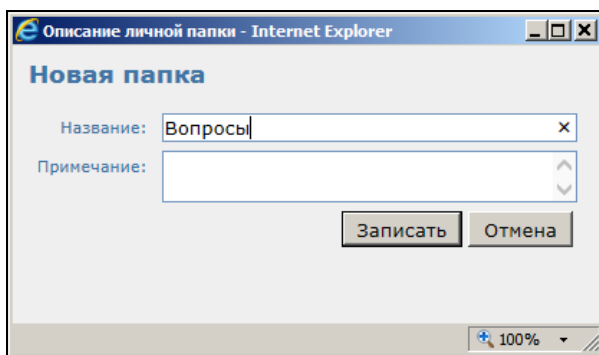 Описание личной папки - Internet Explorer
Новая папка
Название: Вопросы
Примечание:
Записать Отмена
100%